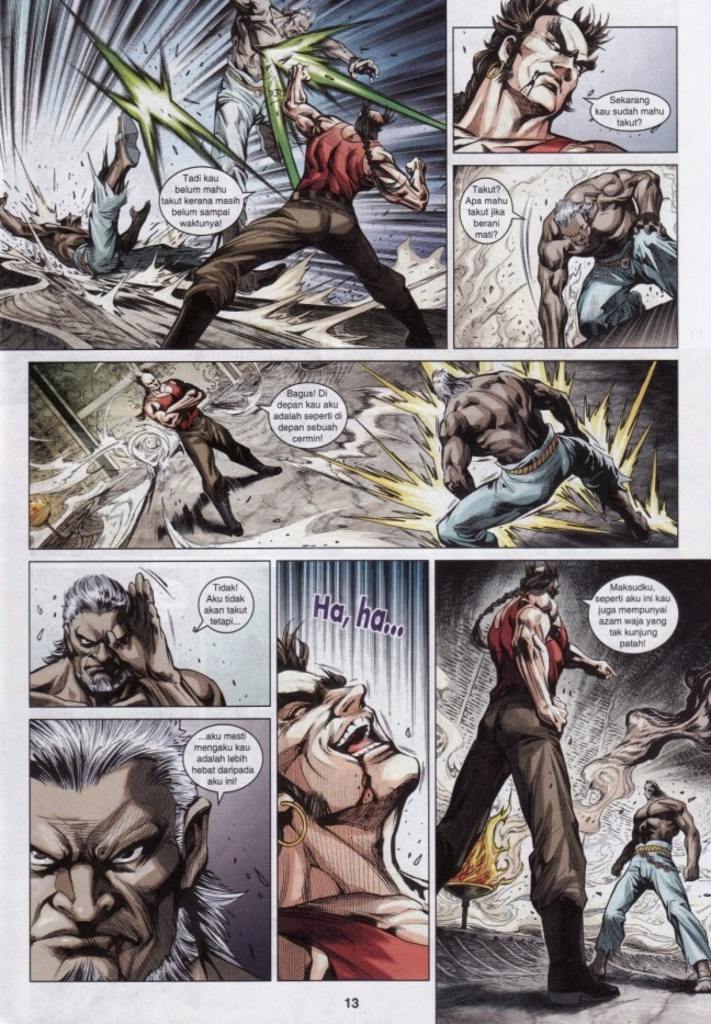 Tadi kau
belum mahu
takut kerana masih
belum sampai
waktunya!
Sekarang
kau sudah mahu
takut?
Takut?
Apa mahu
takut jika
berani
mati?
Bagus! Di
depan kau aku
adalah seperti di
depan sebuah
cermin!
Tidak!
Aku tidak
akan takut
tetapi...
...aku mesti
mengaku kau
adalah lebih
hebat daripada
aku ini!
Ha, ha...
Maksudku,
seperti aku ini kau
juga mempunyai
azam waja yang
tak kunjung
patah!
13